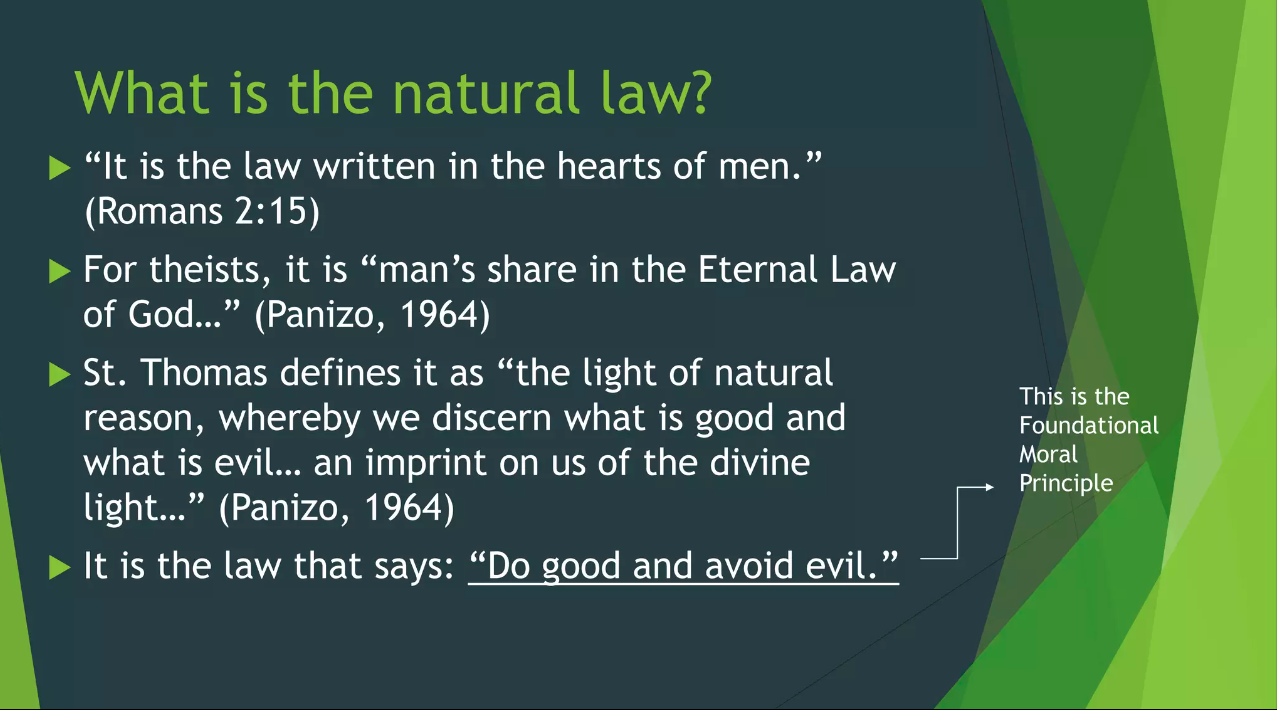 What is the natural law?
“It is the law written in the hearts of men.”
(Romans 2:15)
For theists, it is “man’s share in the Eternal Law
of God…” (Panizo, 1964)
St. Thomas defines it as “the light of natural
reason, whereby we discern what is good and
what is evil… an imprint on us of the divine
light…” (Panizo, 1964)
It is the law that says: “Do good and avoid evil.”
This is the
Foundational
Moral
Principle